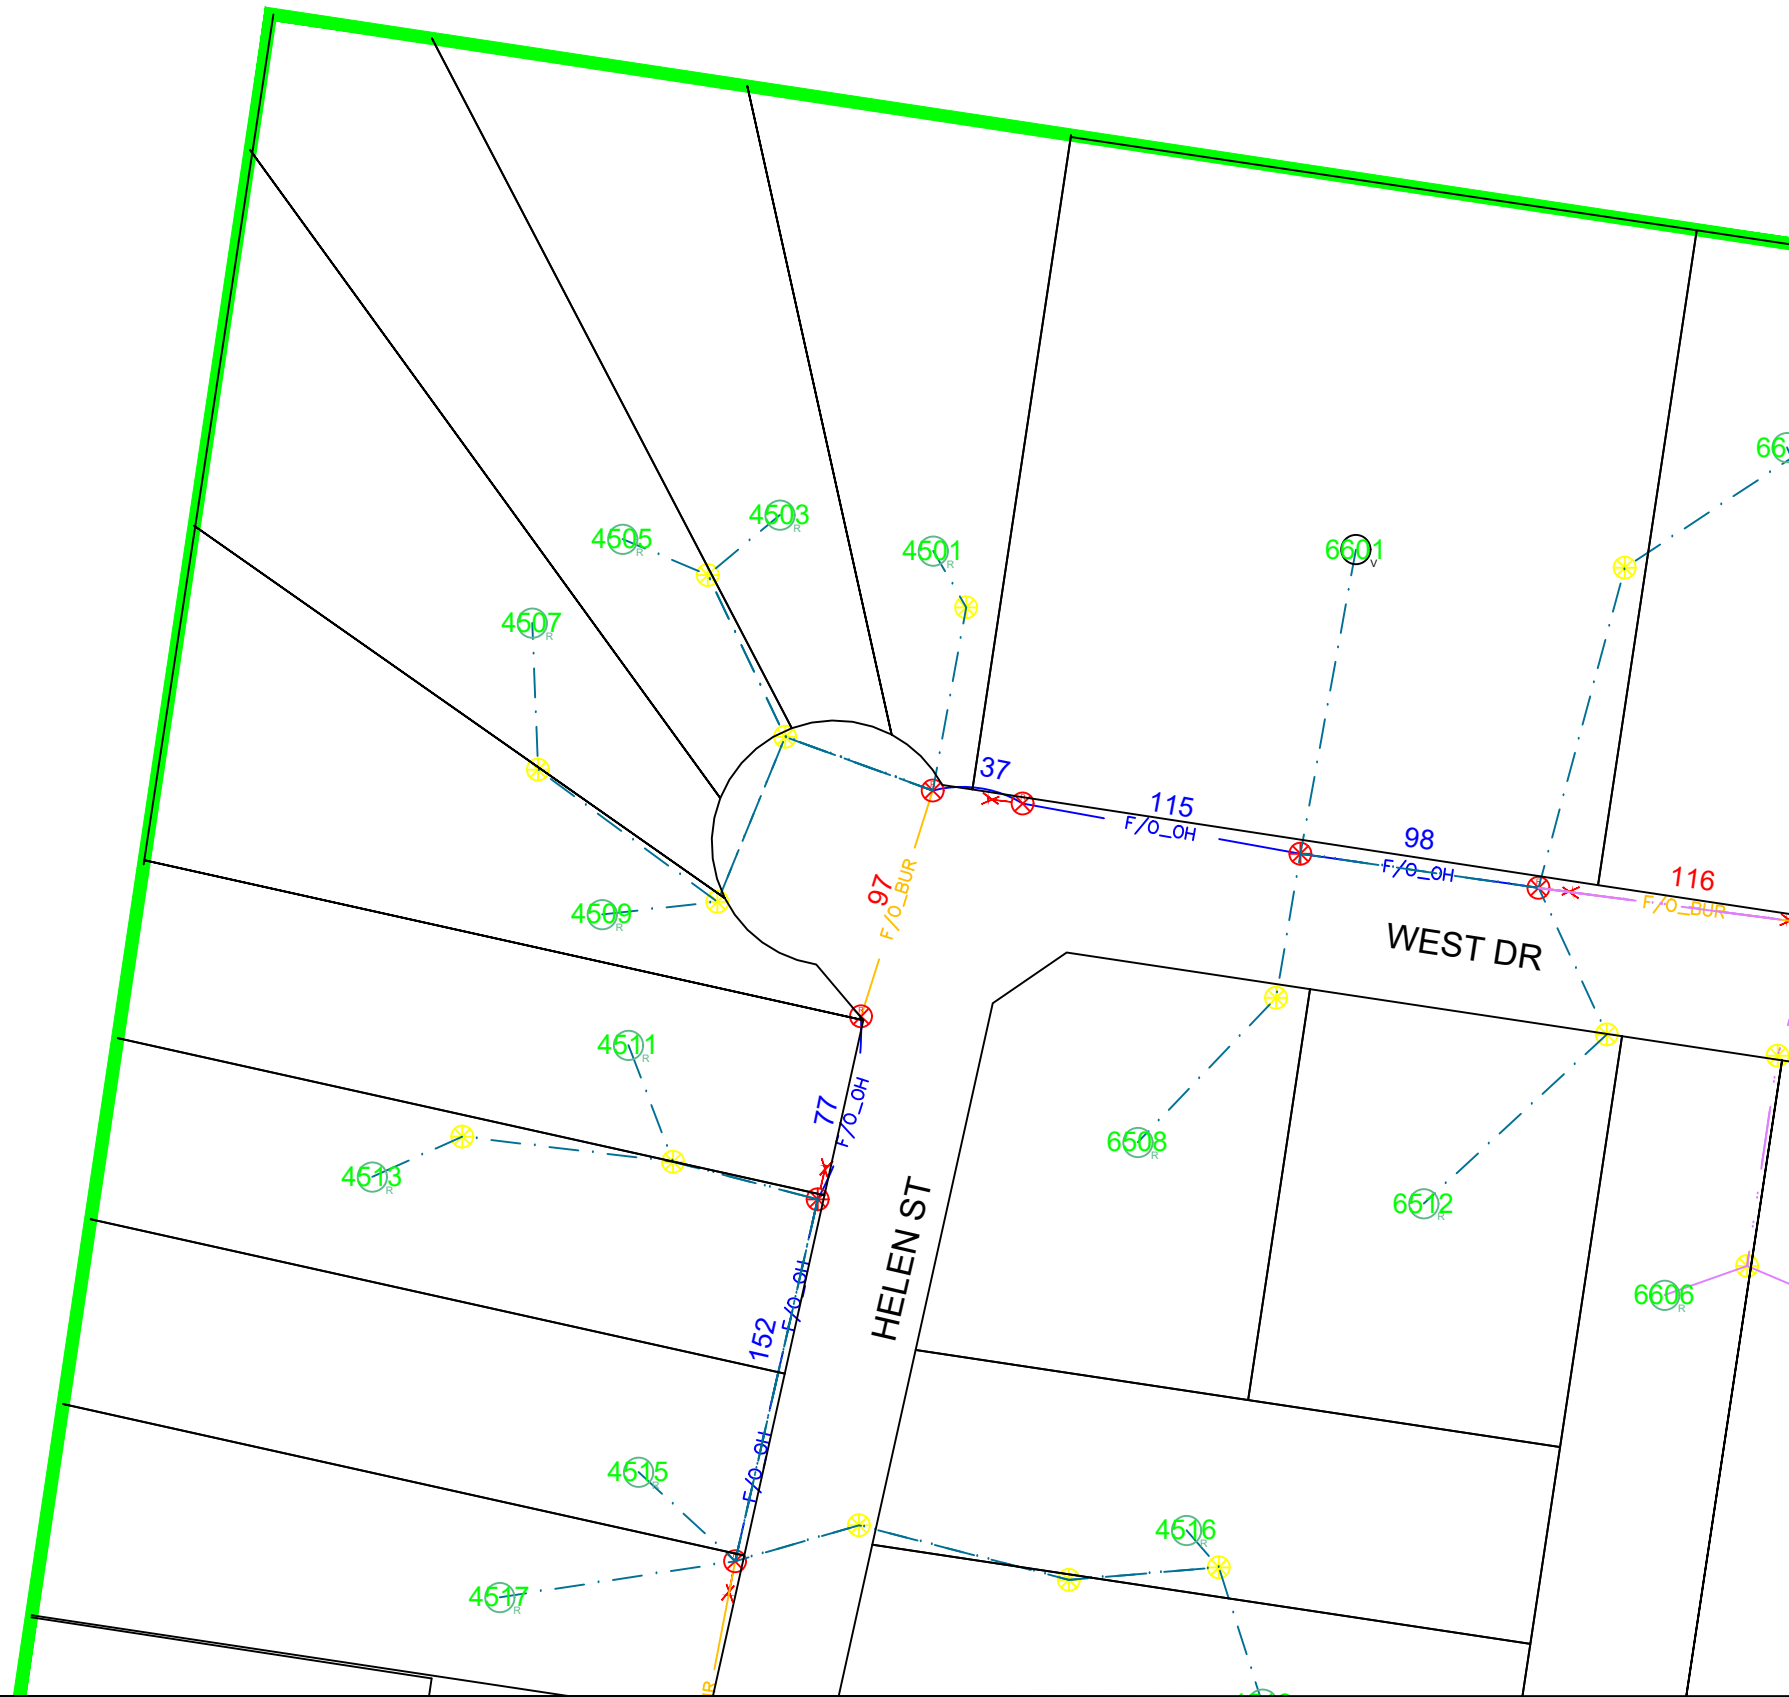 4503
4505
4501
6601
4507
37
115
F/O_OH
98
F/O_OH
116
F/O_BUR
97
F/O_BUR
4509
WEST DR
4511
77
F/O_OH
6508
4513
HELEN ST
6512
6606
F/O_OH
152
F/O_OH
4515
4516
4517
R
R
R
V
R
R
R
R
R
R
R
R
R
R